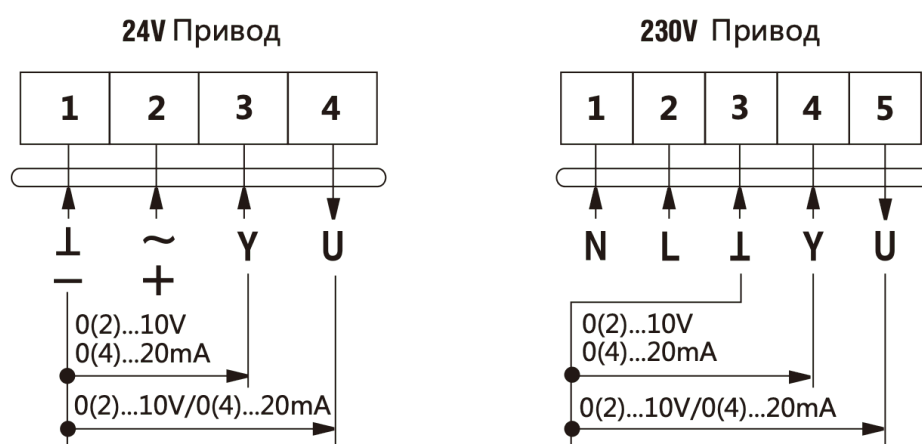 24V Привод
1 2 3 4
⊥ ~ Y U
− +
0(2)...10V
0(4)...20mA
0(2)...10V/0(4)...20mA
230V Привод
1 2 3 4 5
N L ⊥ Y U
0(2)...10V
0(4)...20mA
0(2)...10V/0(4)...20mA